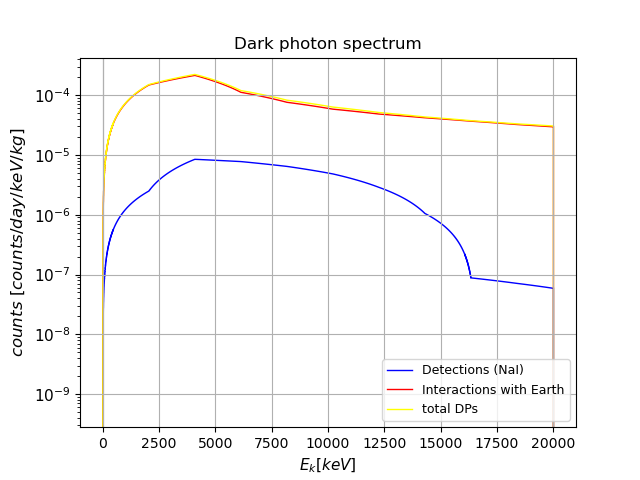 Dark photon spectrum
counts [counts/day/keV/kg]
10⁻⁴
10⁻⁵
10⁻⁶
10⁻⁷
10⁻⁸
10⁻⁹
Detections (NaI)
Interactions with Earth
total DPs
0 2500 5000 7500 10000 12500 15000 17500 20000
Eₖ[keV]